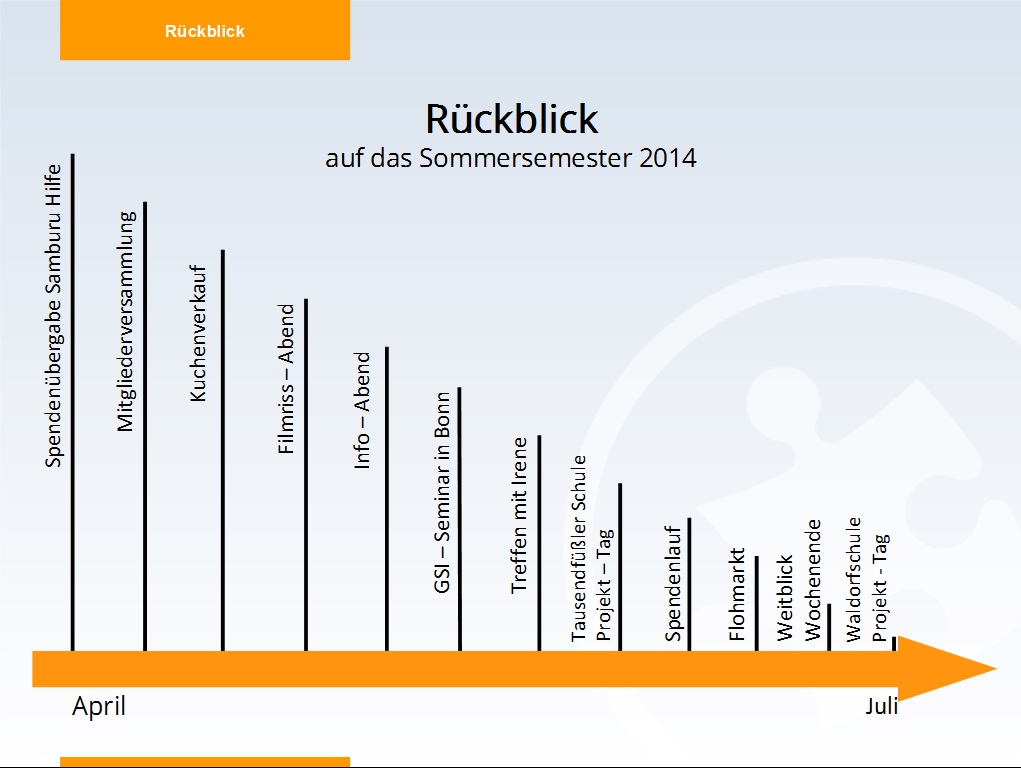 Rückblick
Rückblick
auf das Sommersemester 2014
Spendenübergabe Samburu Hilfe
Mitgliederversammlung
Kuchenverkauf
Filmriss – Abend
Info – Abend
GSI – Seminar in Bonn
Treffen mit Irene
Tausendfüßler Schule
Projekt – Tag
Spendenlauf
Flohmarkt
Weitblick
Wochenende
Waldorfschule
Projekt - Tag
April
Juli